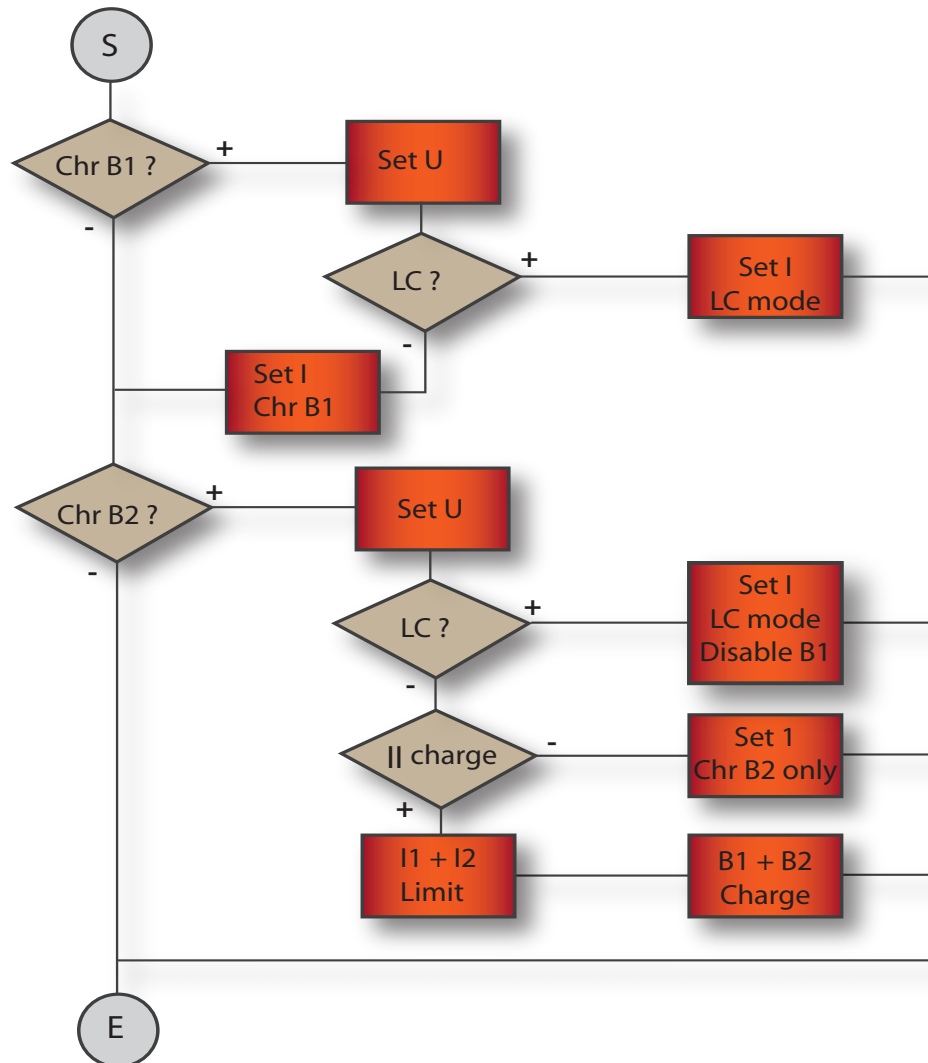 S
Chr B1 ?
+
-
Set U
LC ?
+
-
Set I
LC mode
Set I
Chr B1
Chr B2 ?
+
-
Set U
LC ?
+
-
Set I
LC mode
Disable B1
|| charge
-
+
Set 1
Chr B2 only
I1 + I2
Limit
B1 + B2
Charge
E